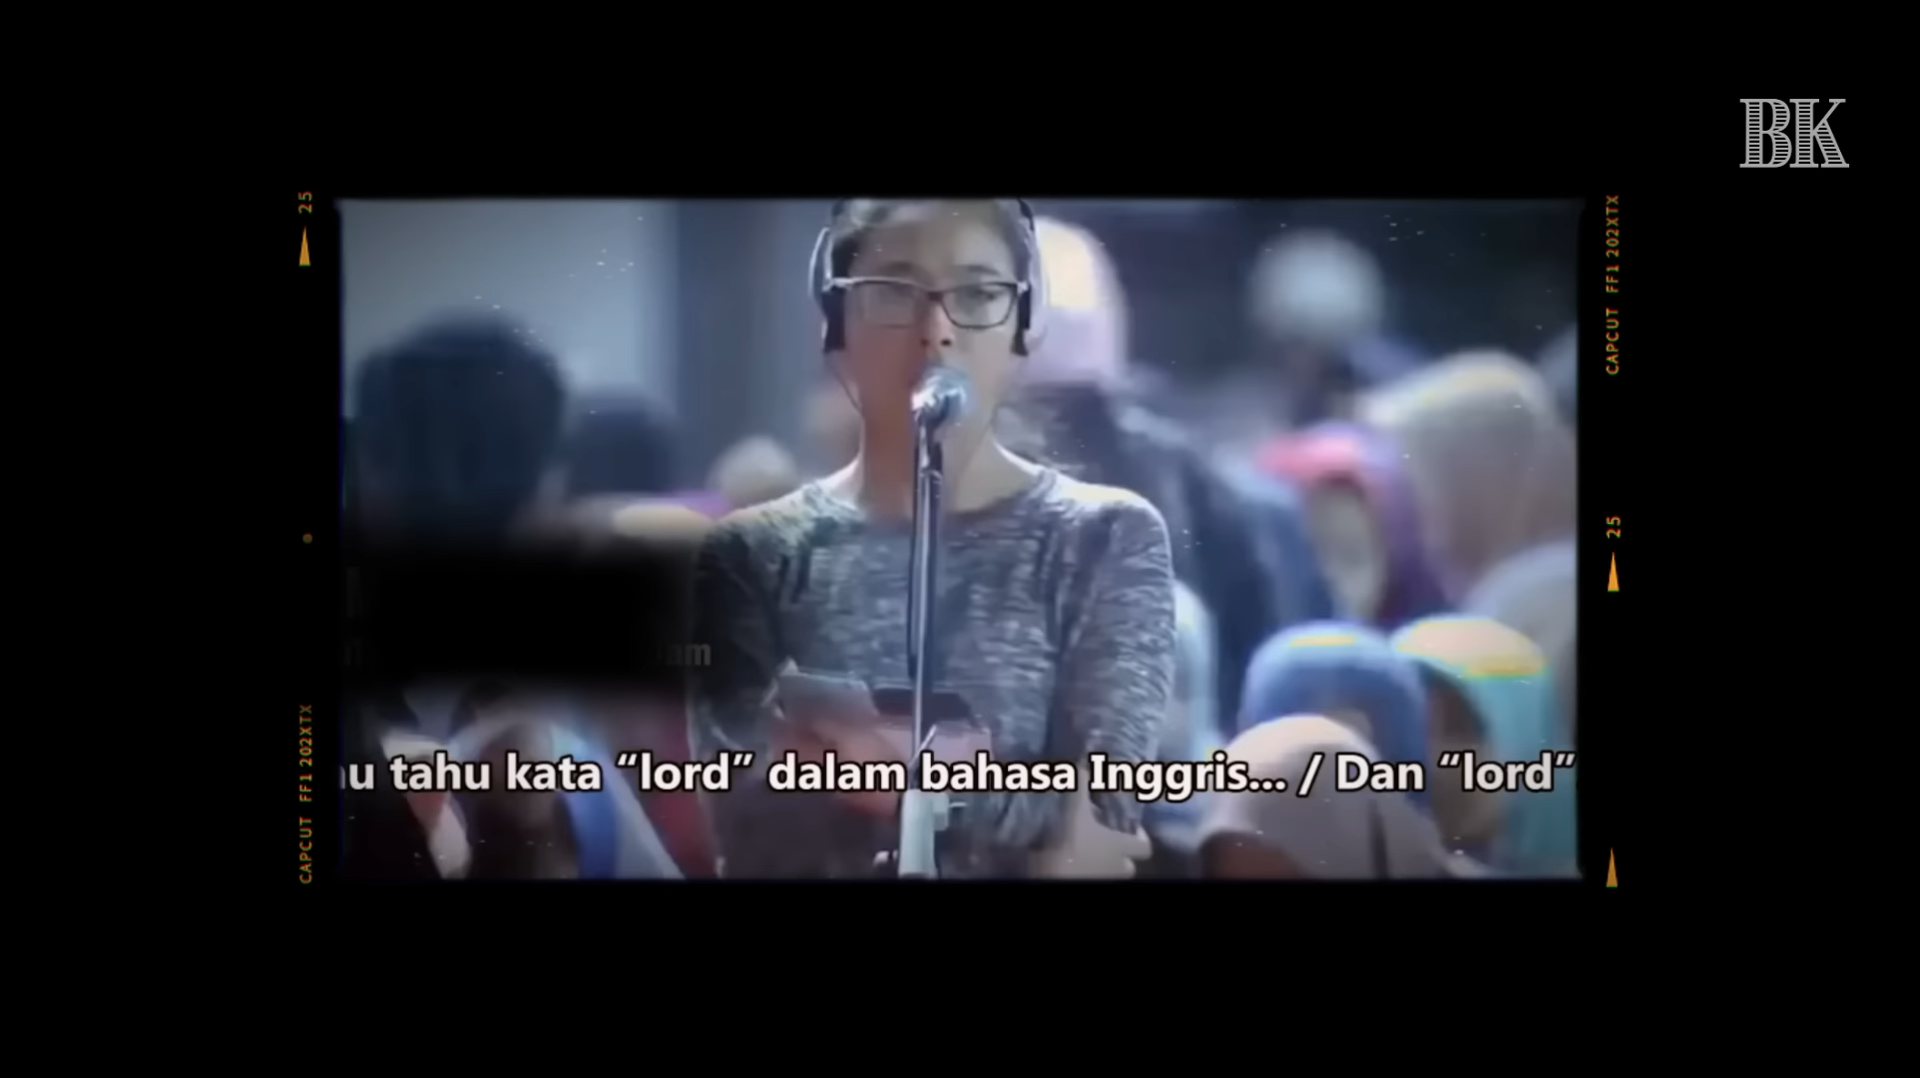 BK
25
CAPCUT FF1 202XTX
25
CAPCUT FF1 202XTX
tahu kata “lord” dalam bahasa Inggris... / Dan “lord”